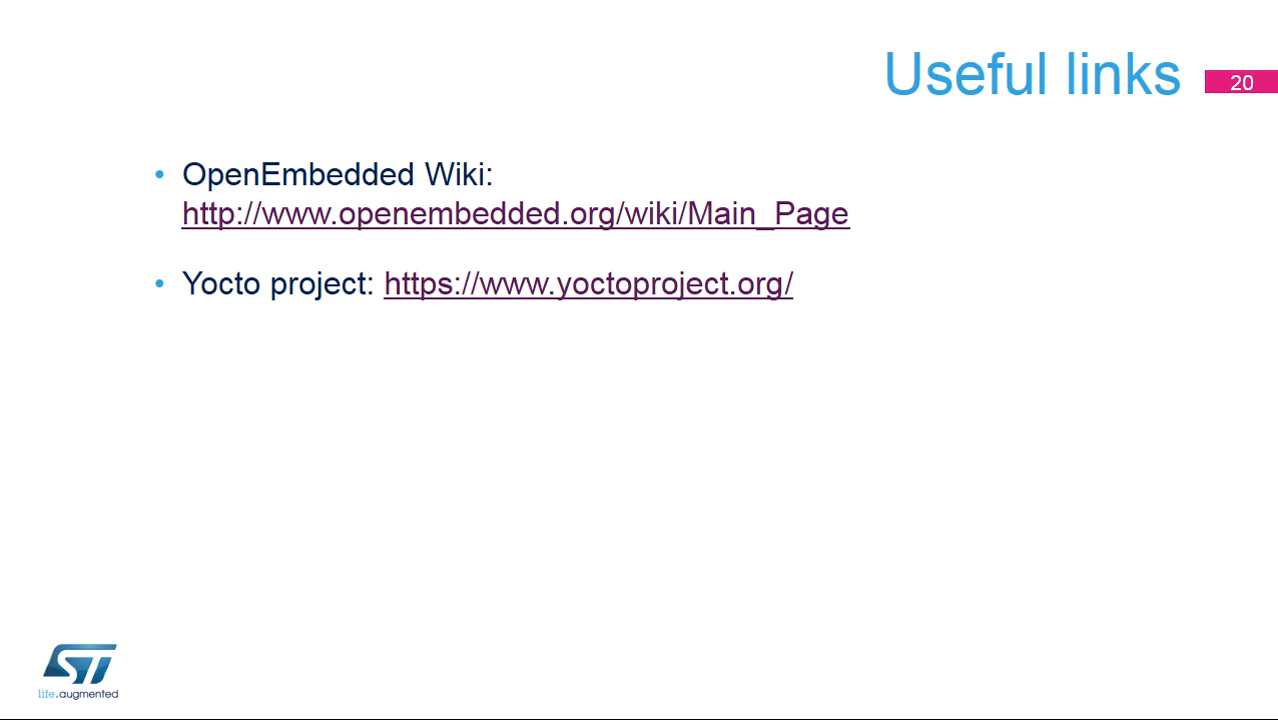 Useful links
20
• OpenEmbedded Wiki:
http://www.openembedded.org/wiki/Main_Page
• Yocto project: https://www.yoctoproject.org/
ST
life.augmented